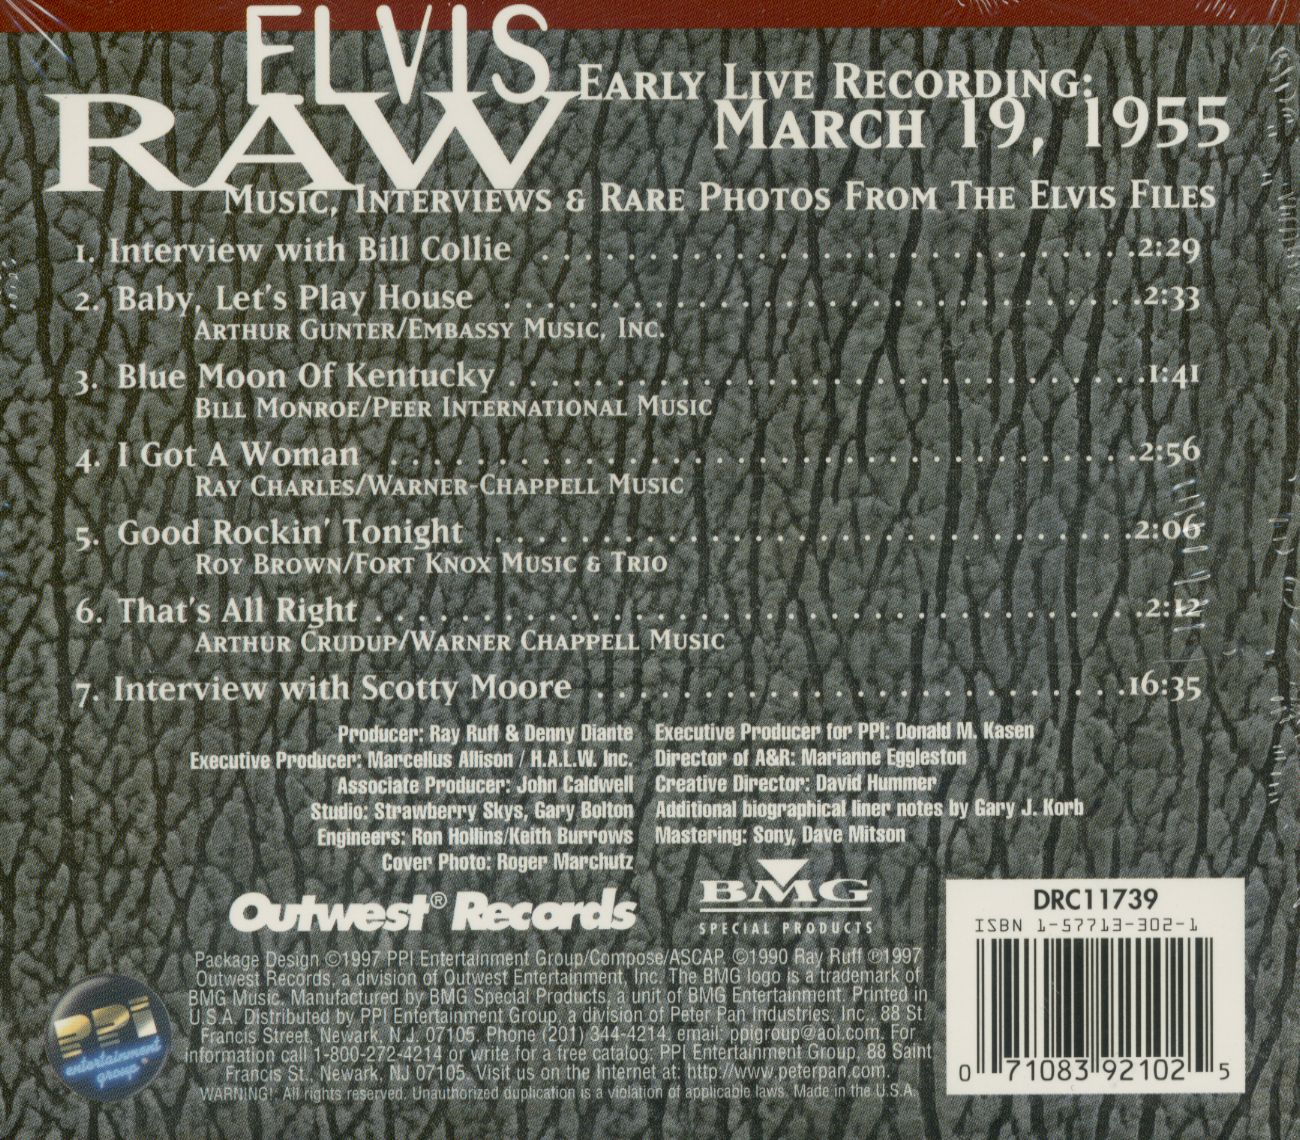 ELVIS
RAW
EARLY LIVE RECORDING:
MARCH 19, 1955
MUSIC, INTERVIEWS & RARE PHOTOS FROM THE ELVIS FILES
1. Interview with Bill Collie . . . . . . . . . . . . . . . . . . . . . . . . . . . . 2:29
2. Baby, Let's Play House . . . . . . . . . . . . . . . . . . . . . . . . . . . . . . 2:33
ARTHUR GUNTER/EMBASSY MUSIC, INC.
3. Blue Moon Of Kentucky . . . . . . . . . . . . . . . . . . . . . . . . . . . . . . 1:41
BILL MONROE/PEER INTERNATIONAL MUSIC
4. I Got A Woman . . . . . . . . . . . . . . . . . . . . . . . . . . . . . . . . . . . 2:56
RAY CHARLES/WARNER-CHAPPELL MUSIC
5. Good Rockin' Tonight . . . . . . . . . . . . . . . . . . . . . . . . . . . . . . 2:06
ROY BROWN/FORT KNOX MUSIC & TRIO
6. That's All Right . . . . . . . . . . . . . . . . . . . . . . . . . . . . . . . . . . . 2:12
ARTHUR CRUDUP/WARNER CHAPPELL MUSIC
7. Interview with Scotty Moore . . . . . . . . . . . . . . . . . . . . . . . . . 16:35
Producer: Ray Ruff & Denny Diante
Executive Producer: Marcellus Allison / H.A.L.W. Inc.
Associate Producer: John Caldwell
Studio: Strawberry Skys, Gary Bolton
Engineers: Ron Hollins/Keith Burrows
Cover Photo: Roger Marchutz
Executive Producer for PPI: Donald M. Kasen
Director of A&R: Marianne Eggleston
Creative Director: David Hummer
Additional biographical liner notes by Gary J. Korb
Mastering: Sony, Dave Mitson
Outwest® Records
BMG
SPECIAL PRODUCTS
Package Design ©1997 PPI Entertainment Group/Compose/ASCAP. ©1990 Ray Ruff ℗1997
Outwest Records, a division of Outwest Entertainment, Inc. The BMG logo is a trademark of
BMG Music. Manufactured by BMG Special Products, a unit of BMG Entertainment. Printed in
U.S.A. Distributed by PPI Entertainment Group, a division of Peter Pan Industries, Inc., 88 St.
Francis Street, Newark, N.J. 07105. Phone (201) 344-4214. email: ppigroup@aol.com. For
information call 1-800-272-4214 or write for a free catalog: PPI Entertainment Group, 88 Saint
Francis St., Newark, NJ 07105. Visit us on the Internet at: http://www.peterpan.com.
WARNING!: All rights reserved. Unauthorized duplication is a violation of applicable laws. Made in the U.S.A.
PPi
entertainment
group
DRC11739
ISBN 1-57713-302-1
0 71083 92102 5